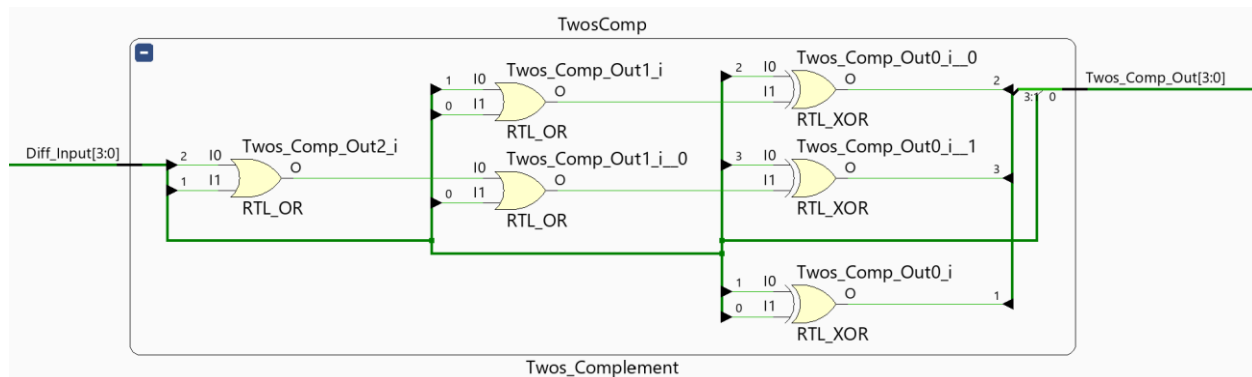 TwosComp
Diff_Input[3:0]
2 I0
1 I1
O
Twos_Comp_Out2_i
RTL_OR
1 I0
0 I1
O
Twos_Comp_Out1_i
RTL_OR
I0
0 I1
O
Twos_Comp_Out1_i__0
RTL_OR
2 I0
I1
O
Twos_Comp_Out0_i__0
RTL_XOR
3 I0
I1
O
Twos_Comp_Out0_i__1
RTL_XOR
1 I0
0 I1
O
Twos_Comp_Out0_i
RTL_XOR
2
3
1
3:1 0
Twos_Comp_Out[3:0]
Twos_Complement